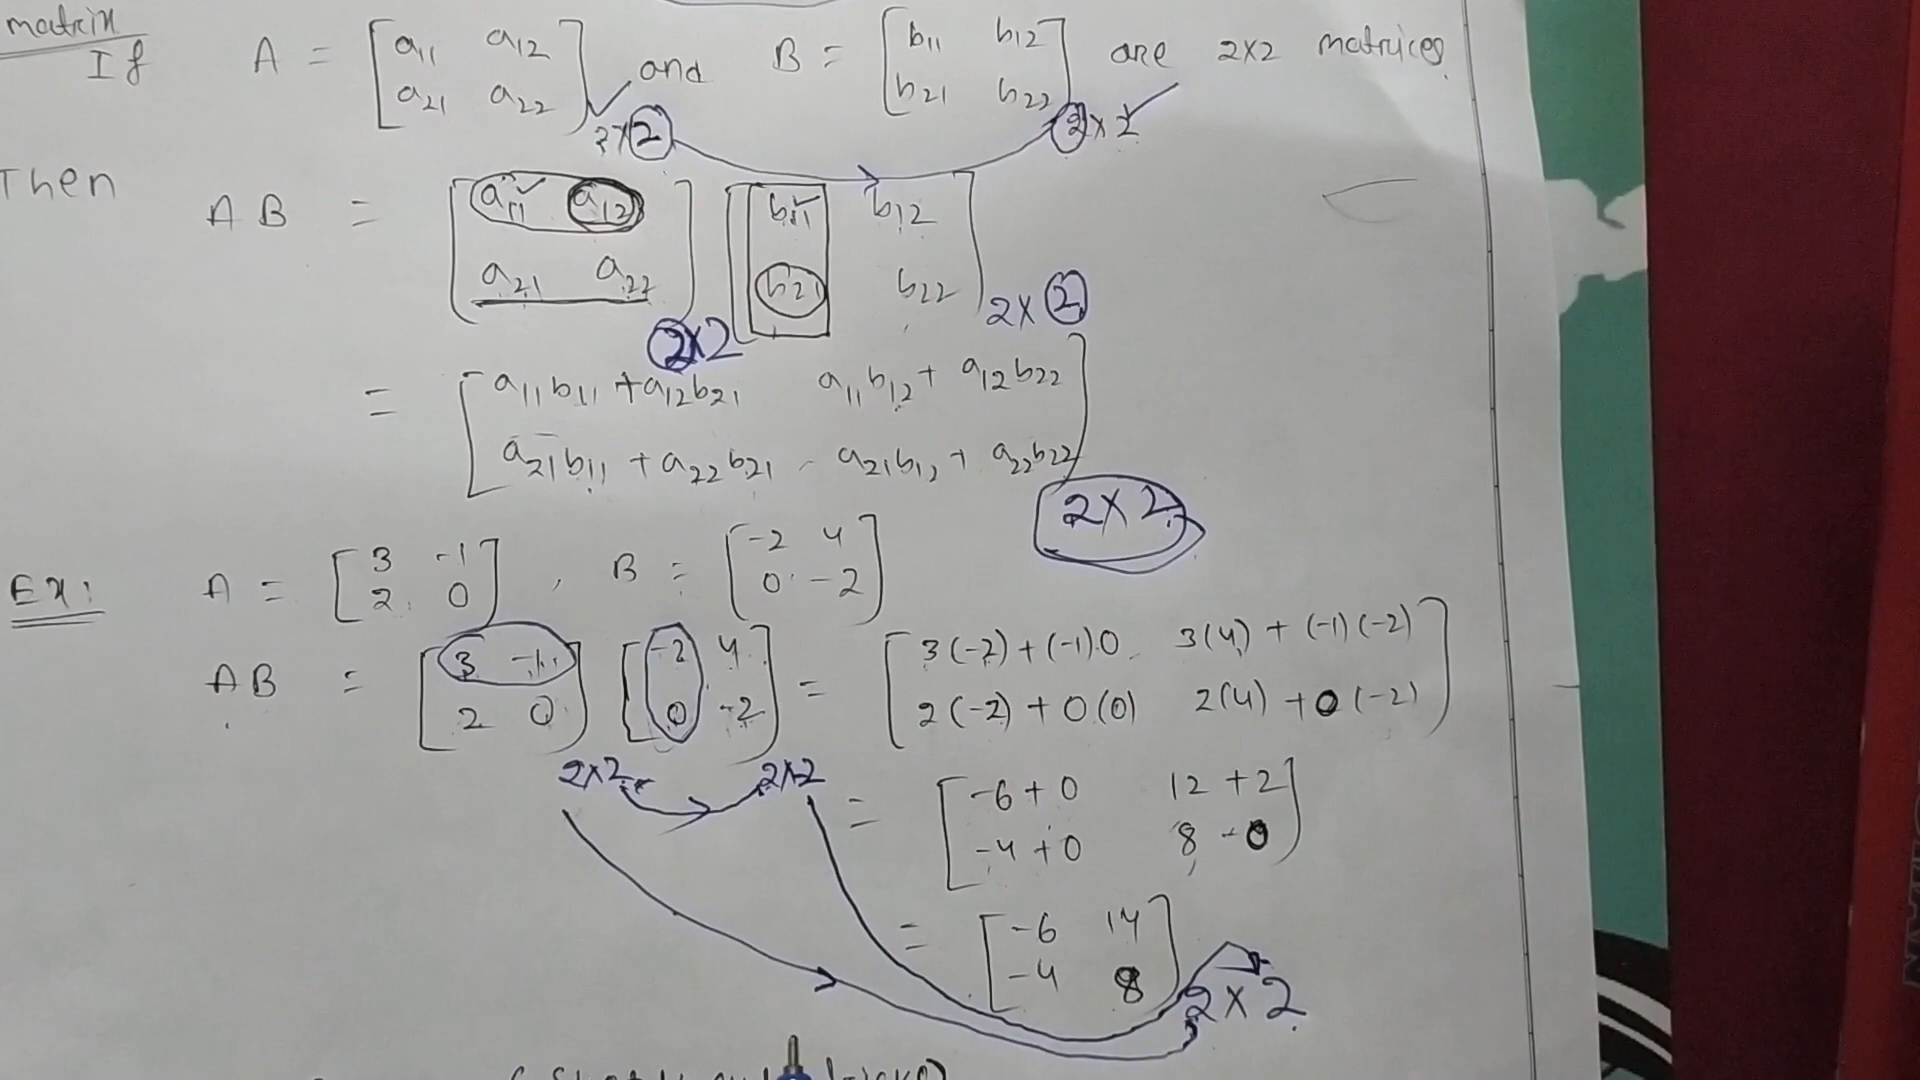 matrix
If A = [a11 a12 and B = [b11 b12 are 2x2 matrices.
a21 a22] 2x2 b21 b22] 2x2
Then AB = [a11 a12 [b11 b12
a21 a22] 2x2 b21 b22] 2x2
= [a11b11 + a12b21 a11b12 + a12b22
a21b11 + a22b21 a21b12 + a22b22] 2x2
Ex: A = [3 -1 , B = [-2 4
2 0] 0 -2]
AB = [3 -1 [-2 4 = [3(-2)+(-1)0 3(4)+(-1)(-2)
2 0] 2x2 0 -2] 2x2 2(-2)+0(0) 2(4)+0(-2)]
= [-6+0 12+2
-4+0 8-0]
= [-6 14
-4 8] 2x2